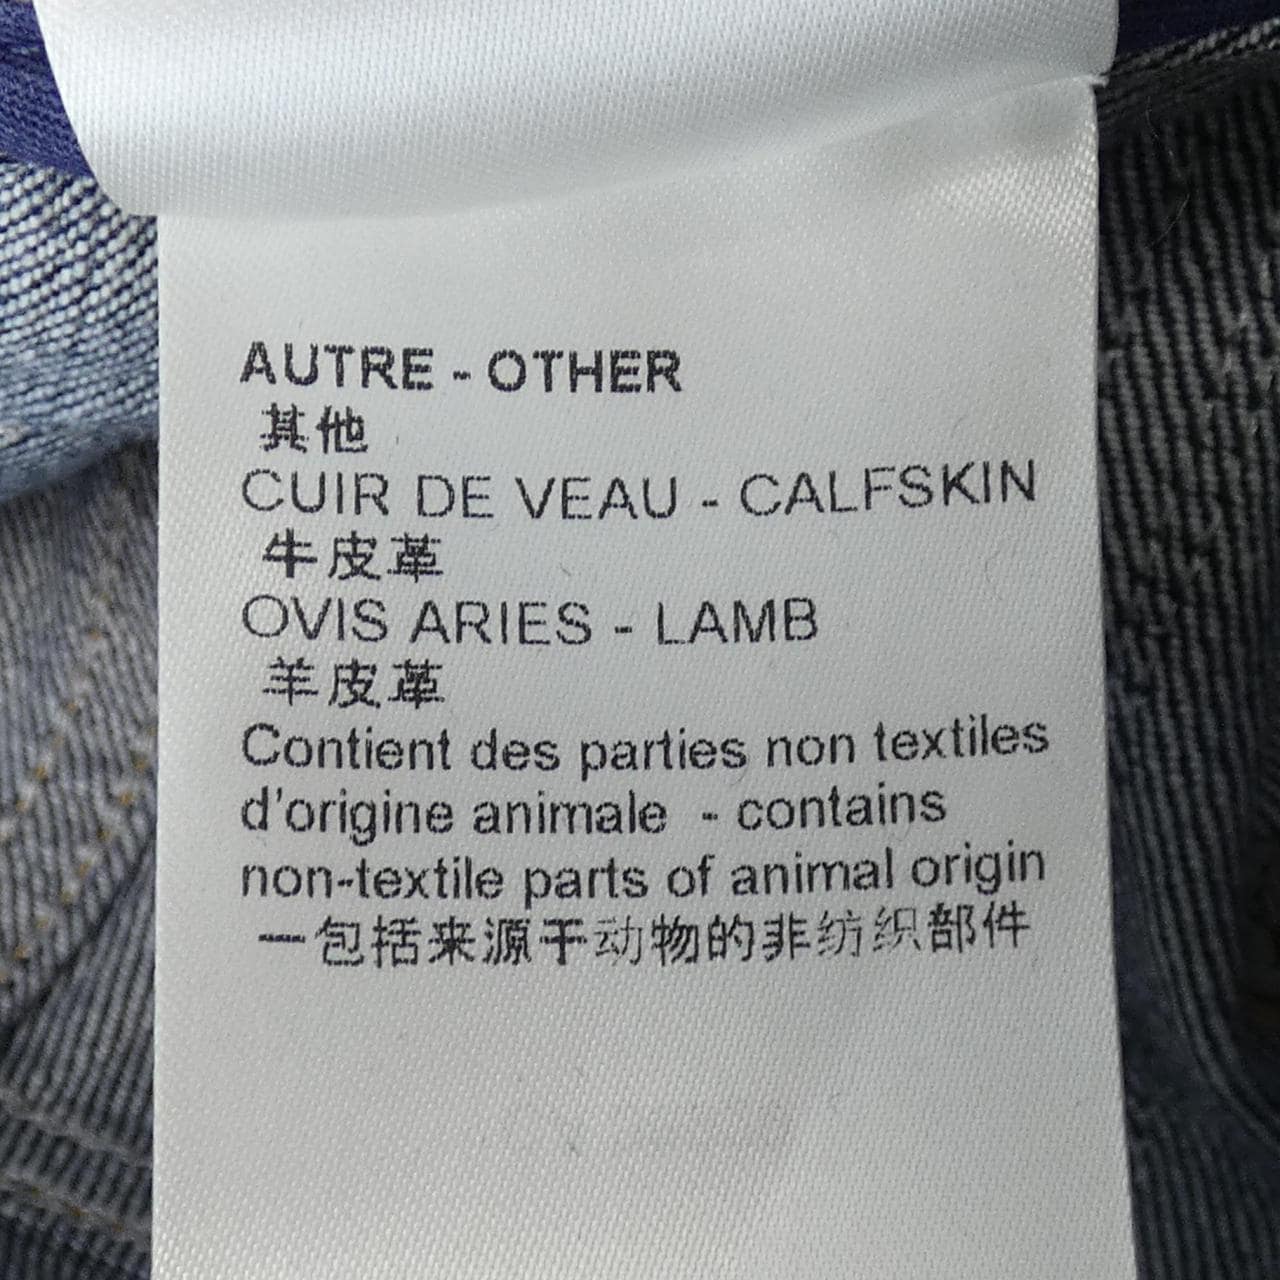 AUTRE - OTHER
其他
CUIR DE VEAU - CALFSKIN
牛皮革
OVIS ARIES - LAMB
羊皮革
Contient des parties non textiles
d'origine animale - contains
non-textile parts of animal origin
一包括来源于动物的非纺织部件